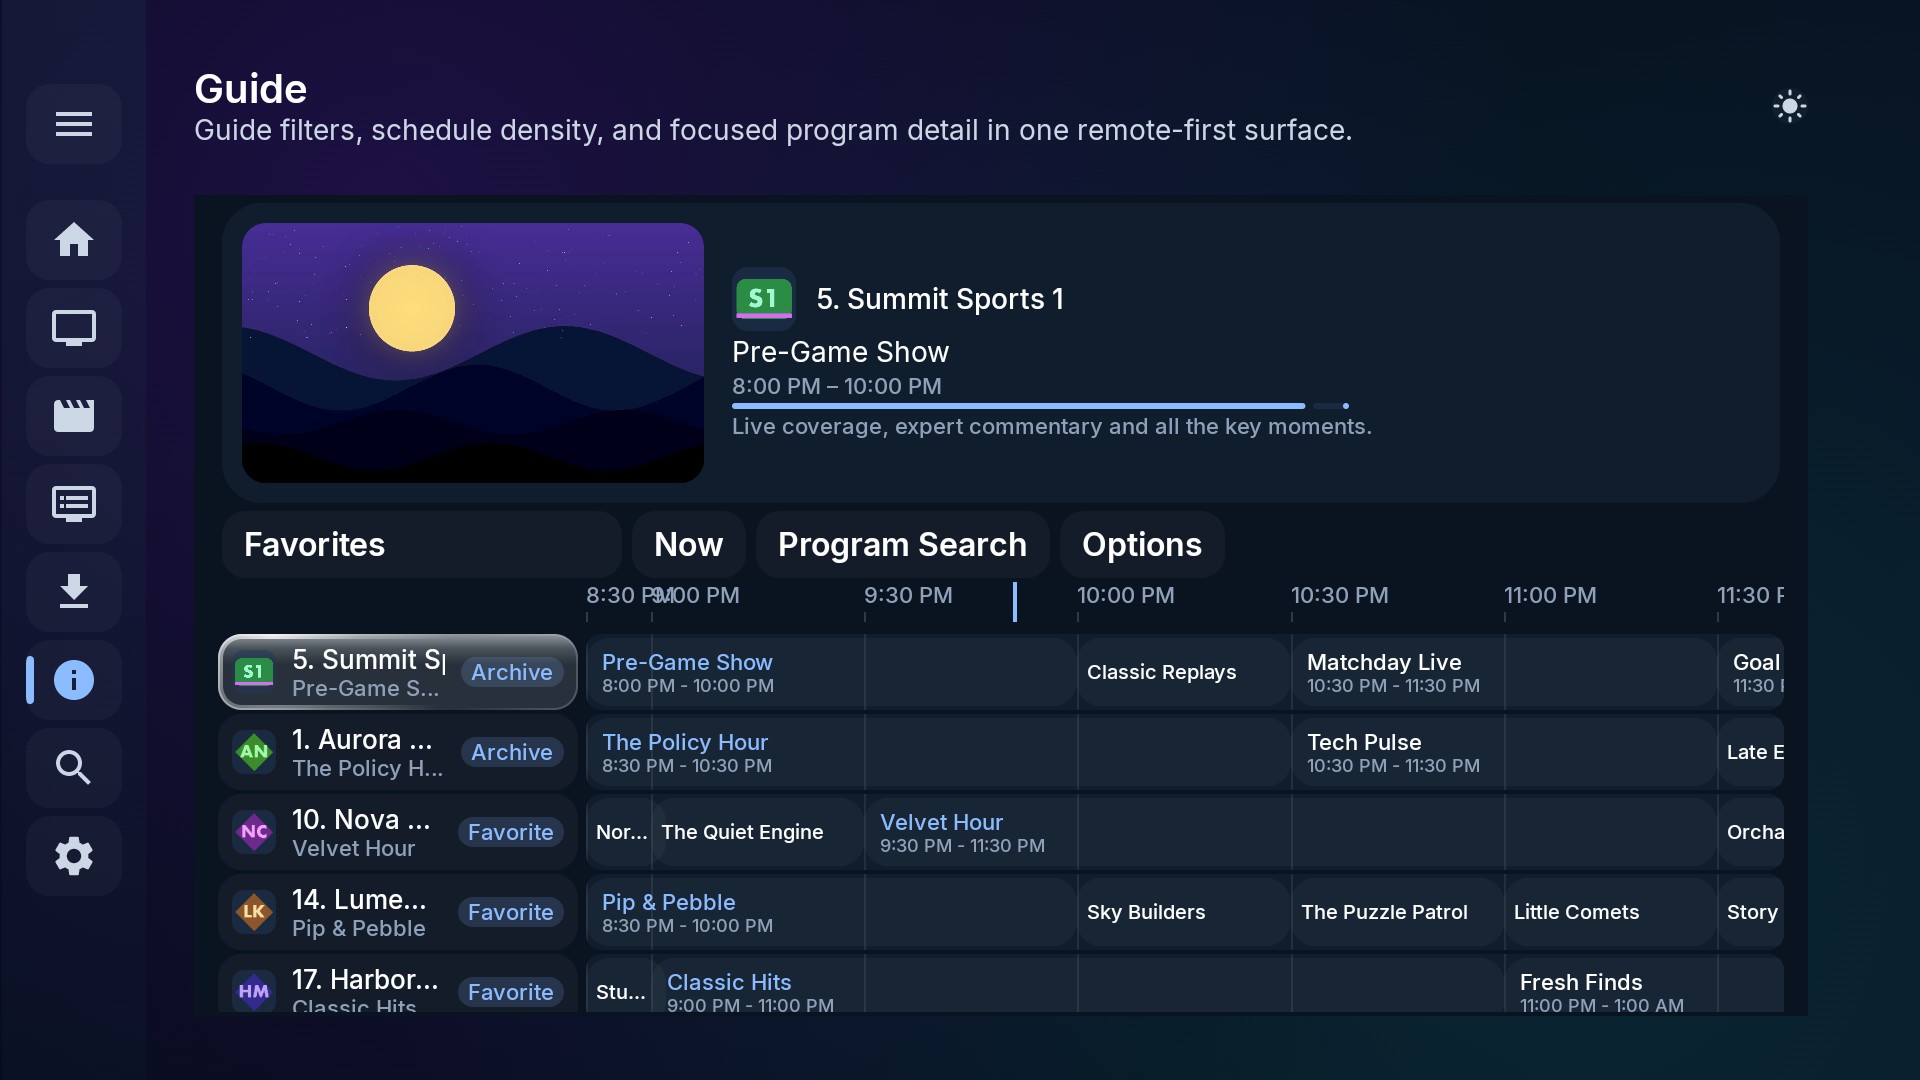 Guide
Guide filters, schedule density, and focused program detail in one remote-first surface.
S1
5. Summit Sports 1
Pre-Game Show
8:00 PM – 10:00 PM
Live coverage, expert commentary and all the key moments.
Favorites
Now
Program Search
Options
8:30 PM
9:00 PM
9:30 PM
10:00 PM
10:30 PM
11:00 PM
11:30 P
S1
5. Summit Sp
Pre-Game S...
Archive
Pre-Game Show
8:00 PM - 10:00 PM
Classic Replays
Matchday Live
10:30 PM - 11:30 PM
Goal
11:30 P
AN
1. Aurora ...
The Policy H...
Archive
The Policy Hour
8:30 PM - 10:30 PM
Tech Pulse
10:30 PM - 11:30 PM
Late E
NC
10. Nova ...
Velvet Hour
Favorite
Nor...
The Quiet Engine
Velvet Hour
9:30 PM - 11:30 PM
Orcha
LK
14. Lume...
Pip & Pebble
Favorite
Pip & Pebble
8:30 PM - 10:00 PM
Sky Builders
The Puzzle Patrol
Little Comets
Story
HM
17. Harbor...
Classic Hits
Favorite
Stu...
Classic Hits
9:00 PM - 11:00 PM
Fresh Finds
11:00 PM - 1:00 AM